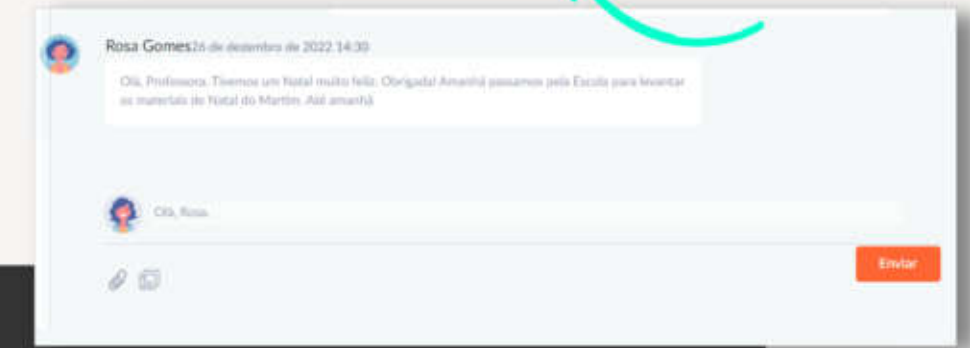 Rosa Gomes26 de dezembro de 2022 14:30
Olá, Professora. Tivemos um Natal muito feliz. Obrigada! Amanhã passamos pela Escola para levantar
os materiais do Natal do Martim. Até amanhã
Olá, Rosa.
Enviar